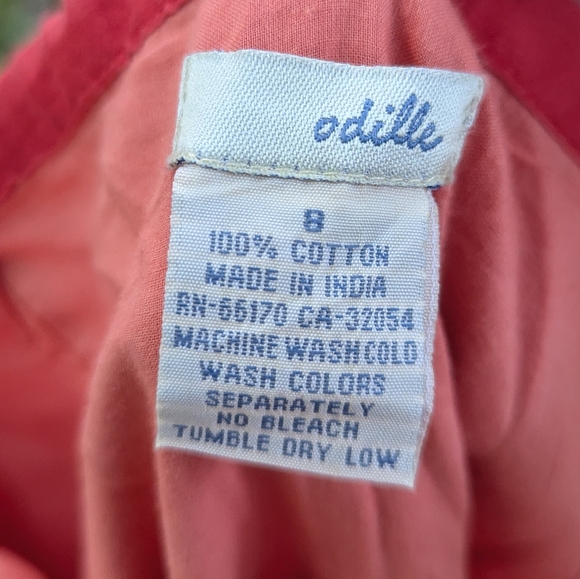 odille
8
100% COTTON
MADE IN INDIA
RN-66170 CA-32054
MACHINE WASH COLD
WASH COLORS
SEPARATELY
NO BLEACH
TUMBLE DRY LOW